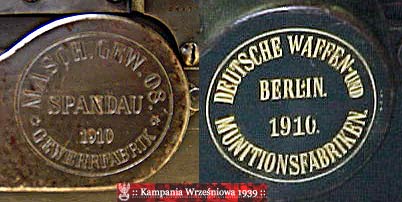 MASCH. GEW. 08.
SPANDAU
1910
* GEWEHRFABRIK *
DEUTSCHE WAFFEN- UND
BERLIN.
1910.
MUNITIONSFABRIKEN.
:: Kampania Wrześniowa 1939 ::